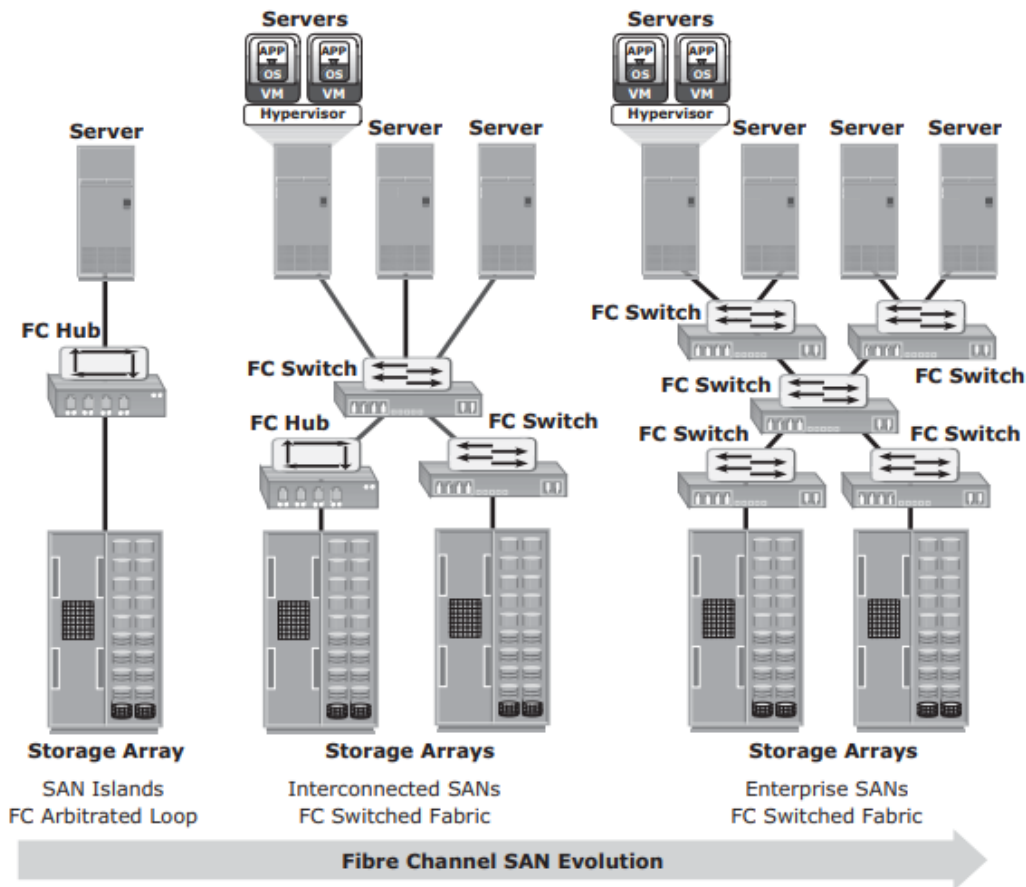 Servers
APP
APP
OS
OS
VM
VM
Hypervisor
Server
Server
Server
FC Hub
FC Switch
FC Hub
FC Switch
Servers
APP
APP
OS
OS
VM
VM
Hypervisor
Server
Server
Server
FC Switch
FC Switch
FC Switch
FC Switch
FC Switch
Storage Array
SAN Islands
FC Arbitrated Loop
Storage Arrays
Interconnected SANs
FC Switched Fabric
Storage Arrays
Enterprise SANs
FC Switched Fabric
Fibre Channel SAN Evolution